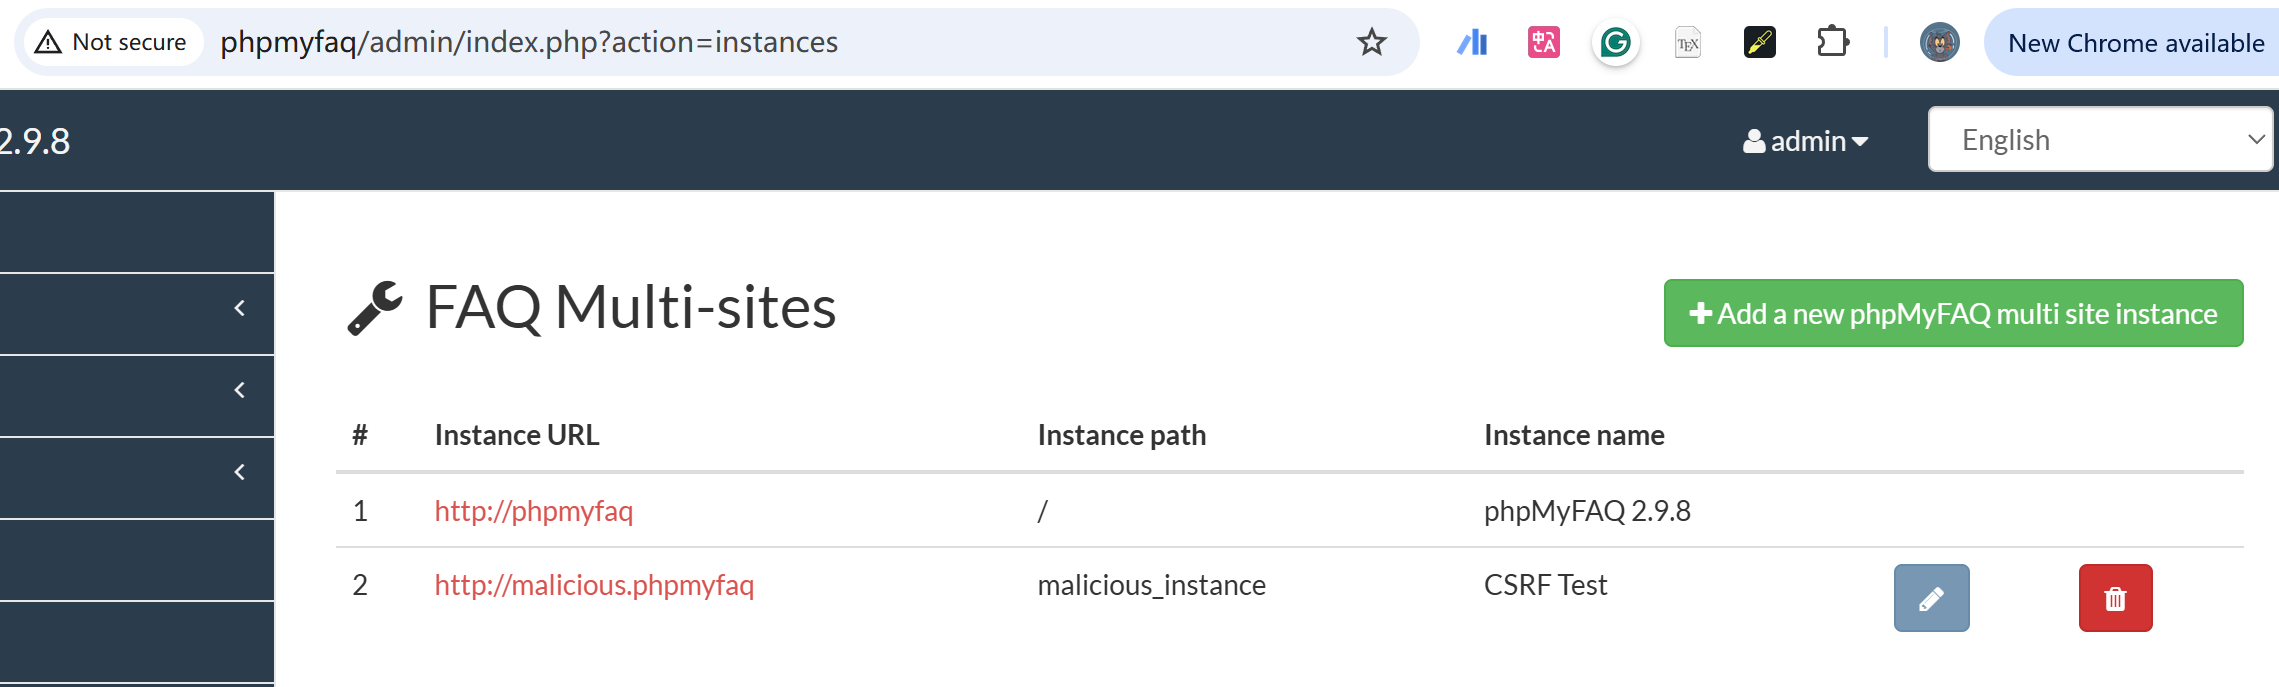 Not secure phpmyfaq/admin/index.php?action=instances New Chrome available
2.9.8 admin English
FAQ Multi-sites Add a new phpMyFAQ multi site instance
# Instance URL Instance path Instance name
1 http://phpmyfaq / phpMyFAQ 2.9.8
2 http://malicious.phpmyfaq malicious_instance CSRF Test